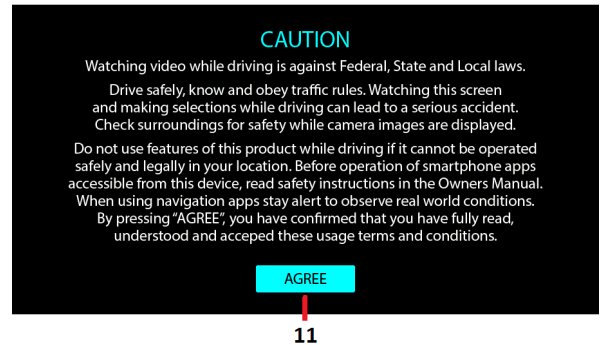 CAUTION
Watching video while driving is against Federal, State and Local laws.
Drive safely, know and obey traffic rules. Watching this screen
and making selections while driving can lead to a serious accident.
Check surroundings for safety while camera images are displayed.
Do not use features of this product while driving if it cannot be operated
safely and legally in your location. Before operation of smartphone apps
accessible from this device, read safety instructions in the Owners Manual.
When using navigation apps stay alert to observe real world conditions.
By pressing “AGREE”, you have confirmed that you have fully read,
understood and acceped these usage terms and conditions.
AGREE
11